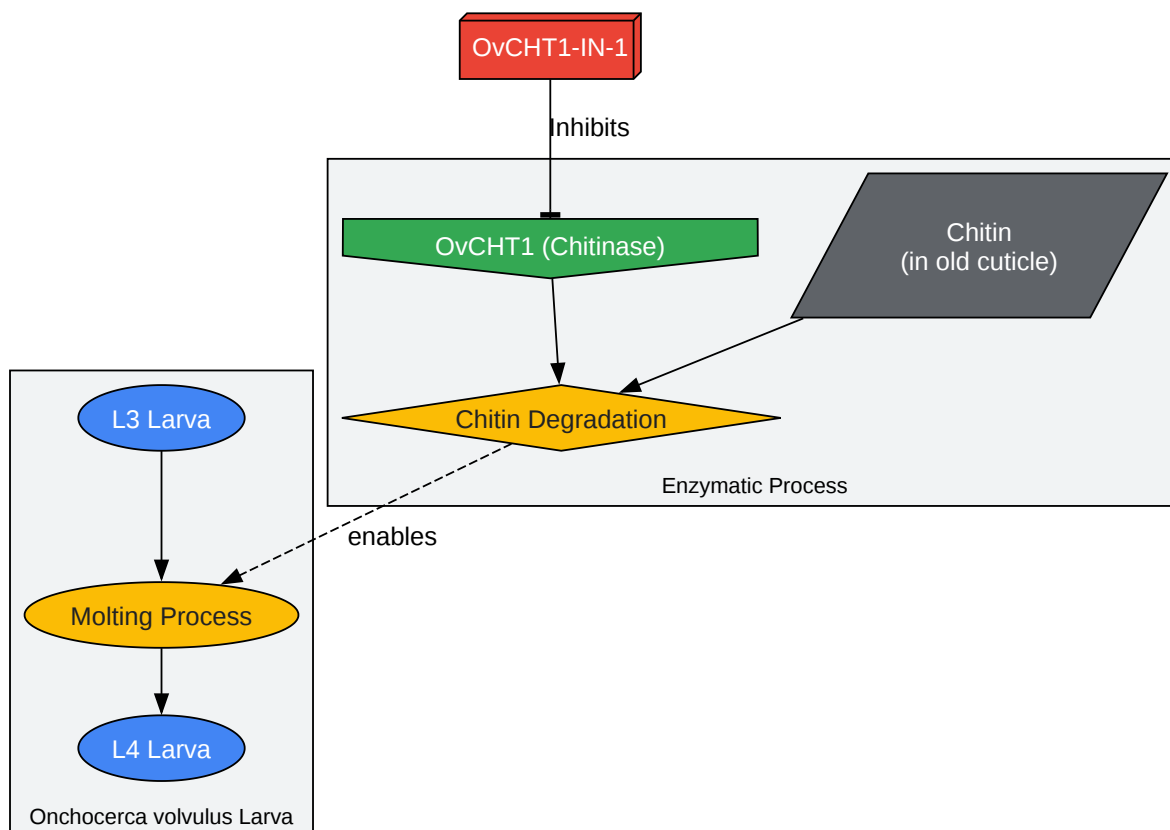 OvCHT1-IN-1
Inhibits
OvCHT1 (Chitinase)
Chitin
(in old cuticle)
Chitin Degradation
Enzymatic Process
enables
L3 Larva
Molting Process
L4 Larva
Onchocerca volvulus Larva